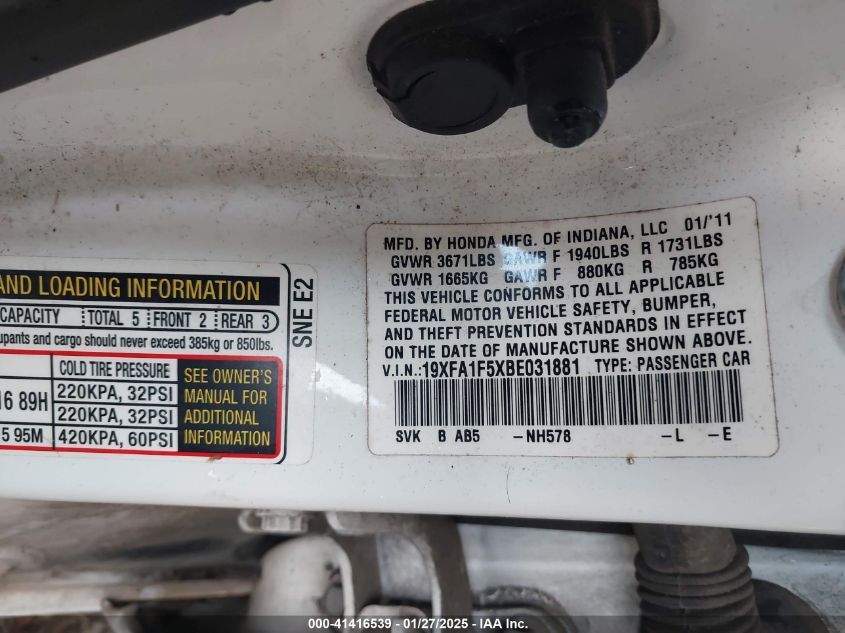 MFD. BY HONDA MFG. OF INDIANA, LLC 01/'11
GVWR 3671LBS GAWR F 1940LBS R 1731LBS
GVWR 1665KG GAWR F 880KG R 785KG
THIS VEHICLE CONFORMS TO ALL APPLICABLE
FEDERAL MOTOR VEHICLE SAFETY, BUMPER,
AND THEFT PREVENTION STANDARDS IN EFFECT
ON THE DATE OF MANUFACTURE SHOWN ABOVE.
V.I.N.:19XFA1F5XBE031881 TYPE: PASSENGER CAR
SVK B AB5 -NH578 -L -E
AND LOADING INFORMATION
CAPACITY TOTAL 5 FRONT 2 REAR 3
upants and cargo should never exceed 385kg or 850lbs.
COLD TIRE PRESSURE
16 89H 220KPA, 32PSI
220KPA, 32PSI
5 95M 420KPA, 60PSI
SEE OWNER'S
MANUAL FOR
ADDITIONAL
INFORMATION
SNE E2
000-41416539 - 01/27/2025 - IAA Inc.